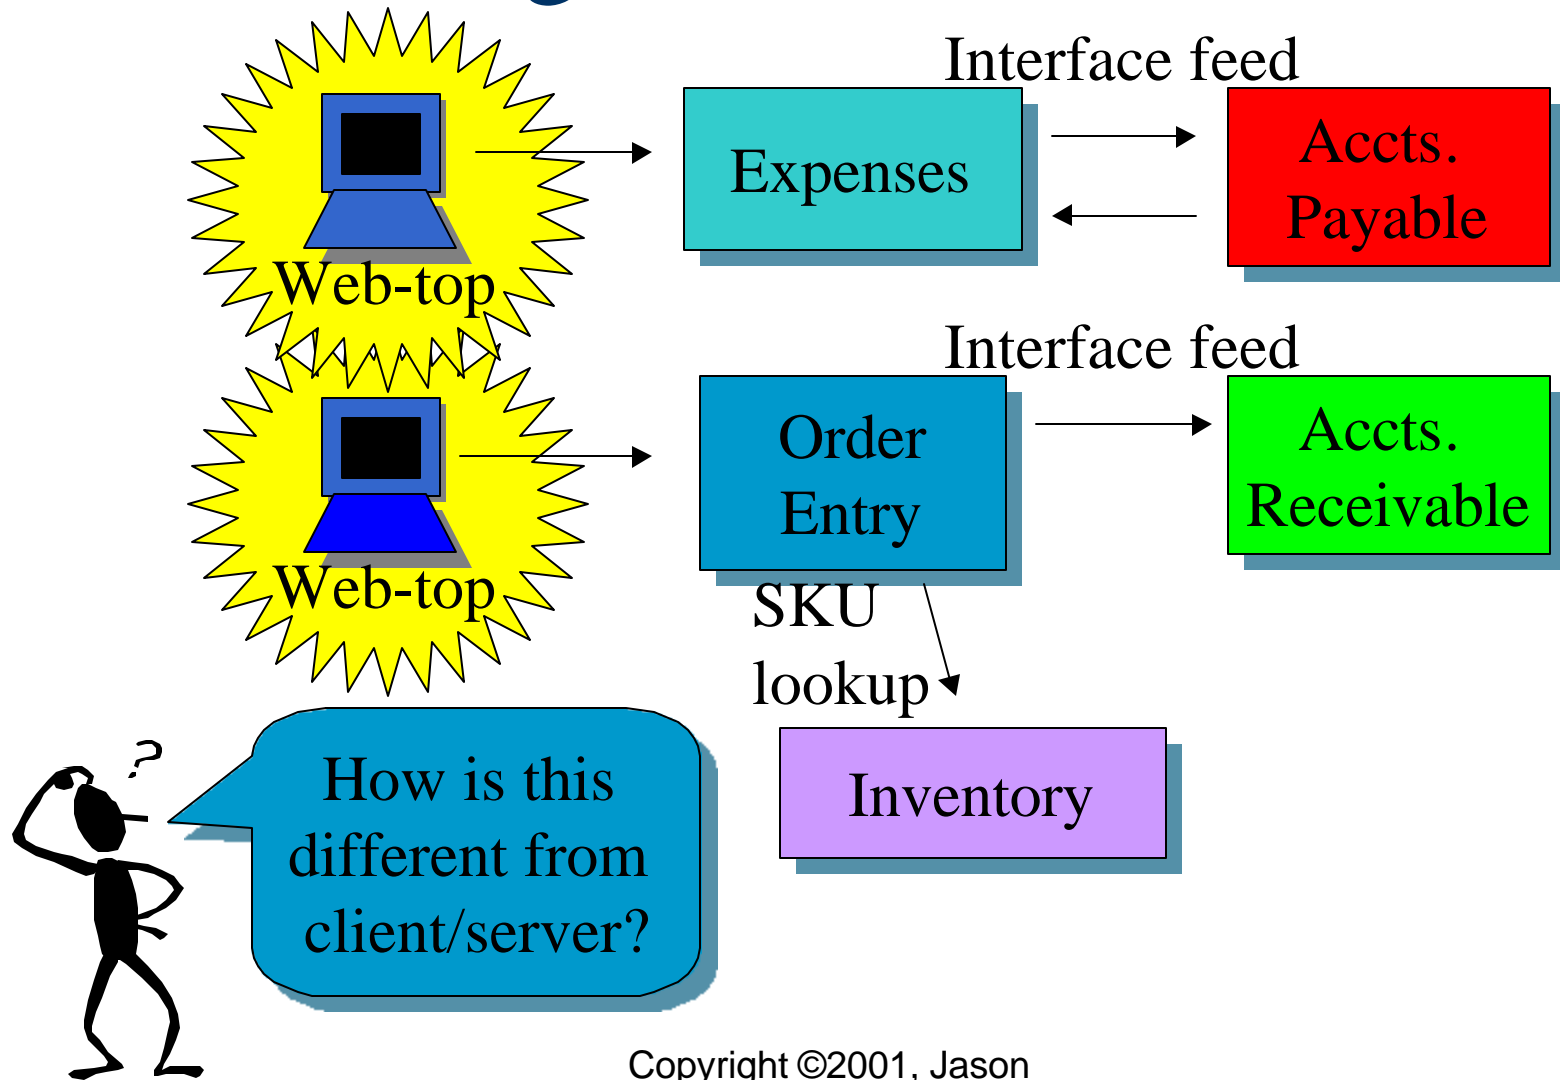 Interface feed
Expenses
Accts.
Payable
Web-top
Interface feed
Order
Entry
Accts.
Receivable
Web-top
SKU
lookup
?
How is this
different from
client/server?
Inventory
Copyright ©2001, Jason